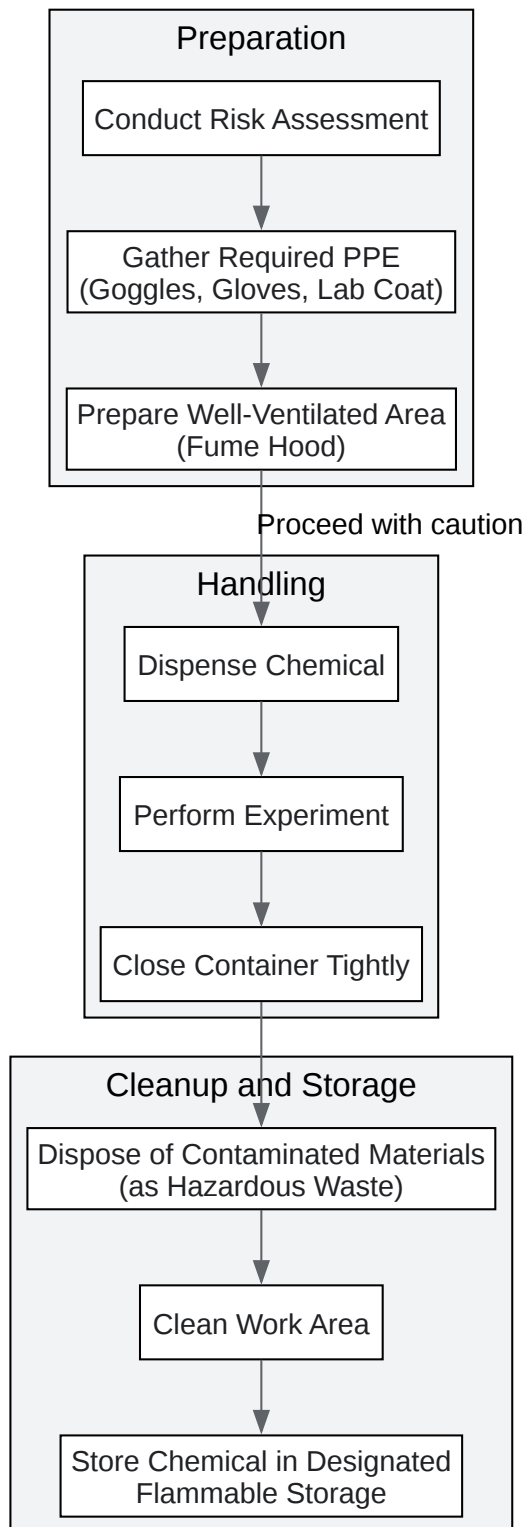 Preparation
Conduct Risk Assessment
Gather Required PPE
(Goggles, Gloves, Lab Coat)
Prepare Well-Ventilated Area
(Fume Hood)
Proceed with caution
Handling
Dispense Chemical
Perform Experiment
Close Container Tightly
Cleanup and Storage
Dispose of Contaminated Materials
(as Hazardous Waste)
Clean Work Area
Store Chemical in Designated
Flammable Storage